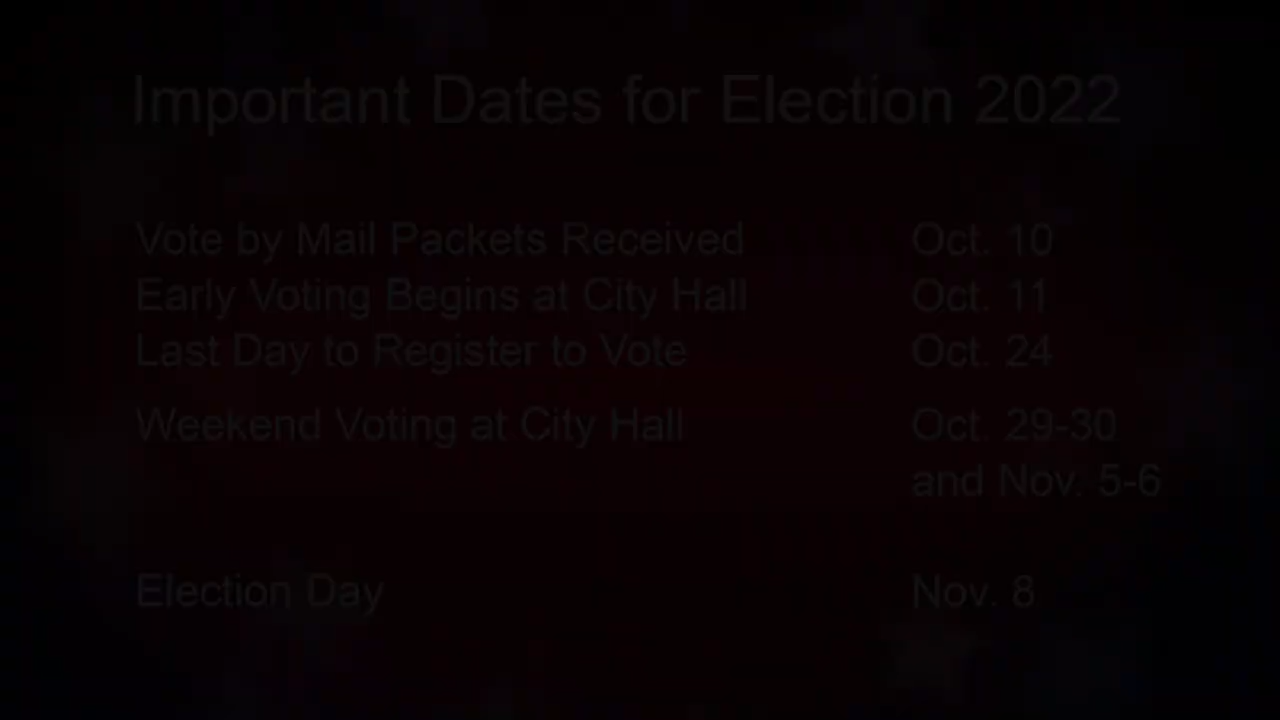 Important Dates for Election 2022
Vote by Mail Packets Received Oct. 10
Early Voting Begins at City Hall Oct. 11
Last Day to Register to Vote Oct. 24
Weekend Voting at City Hall Oct. 29-30
and Nov. 5-6
Election Day Nov. 8